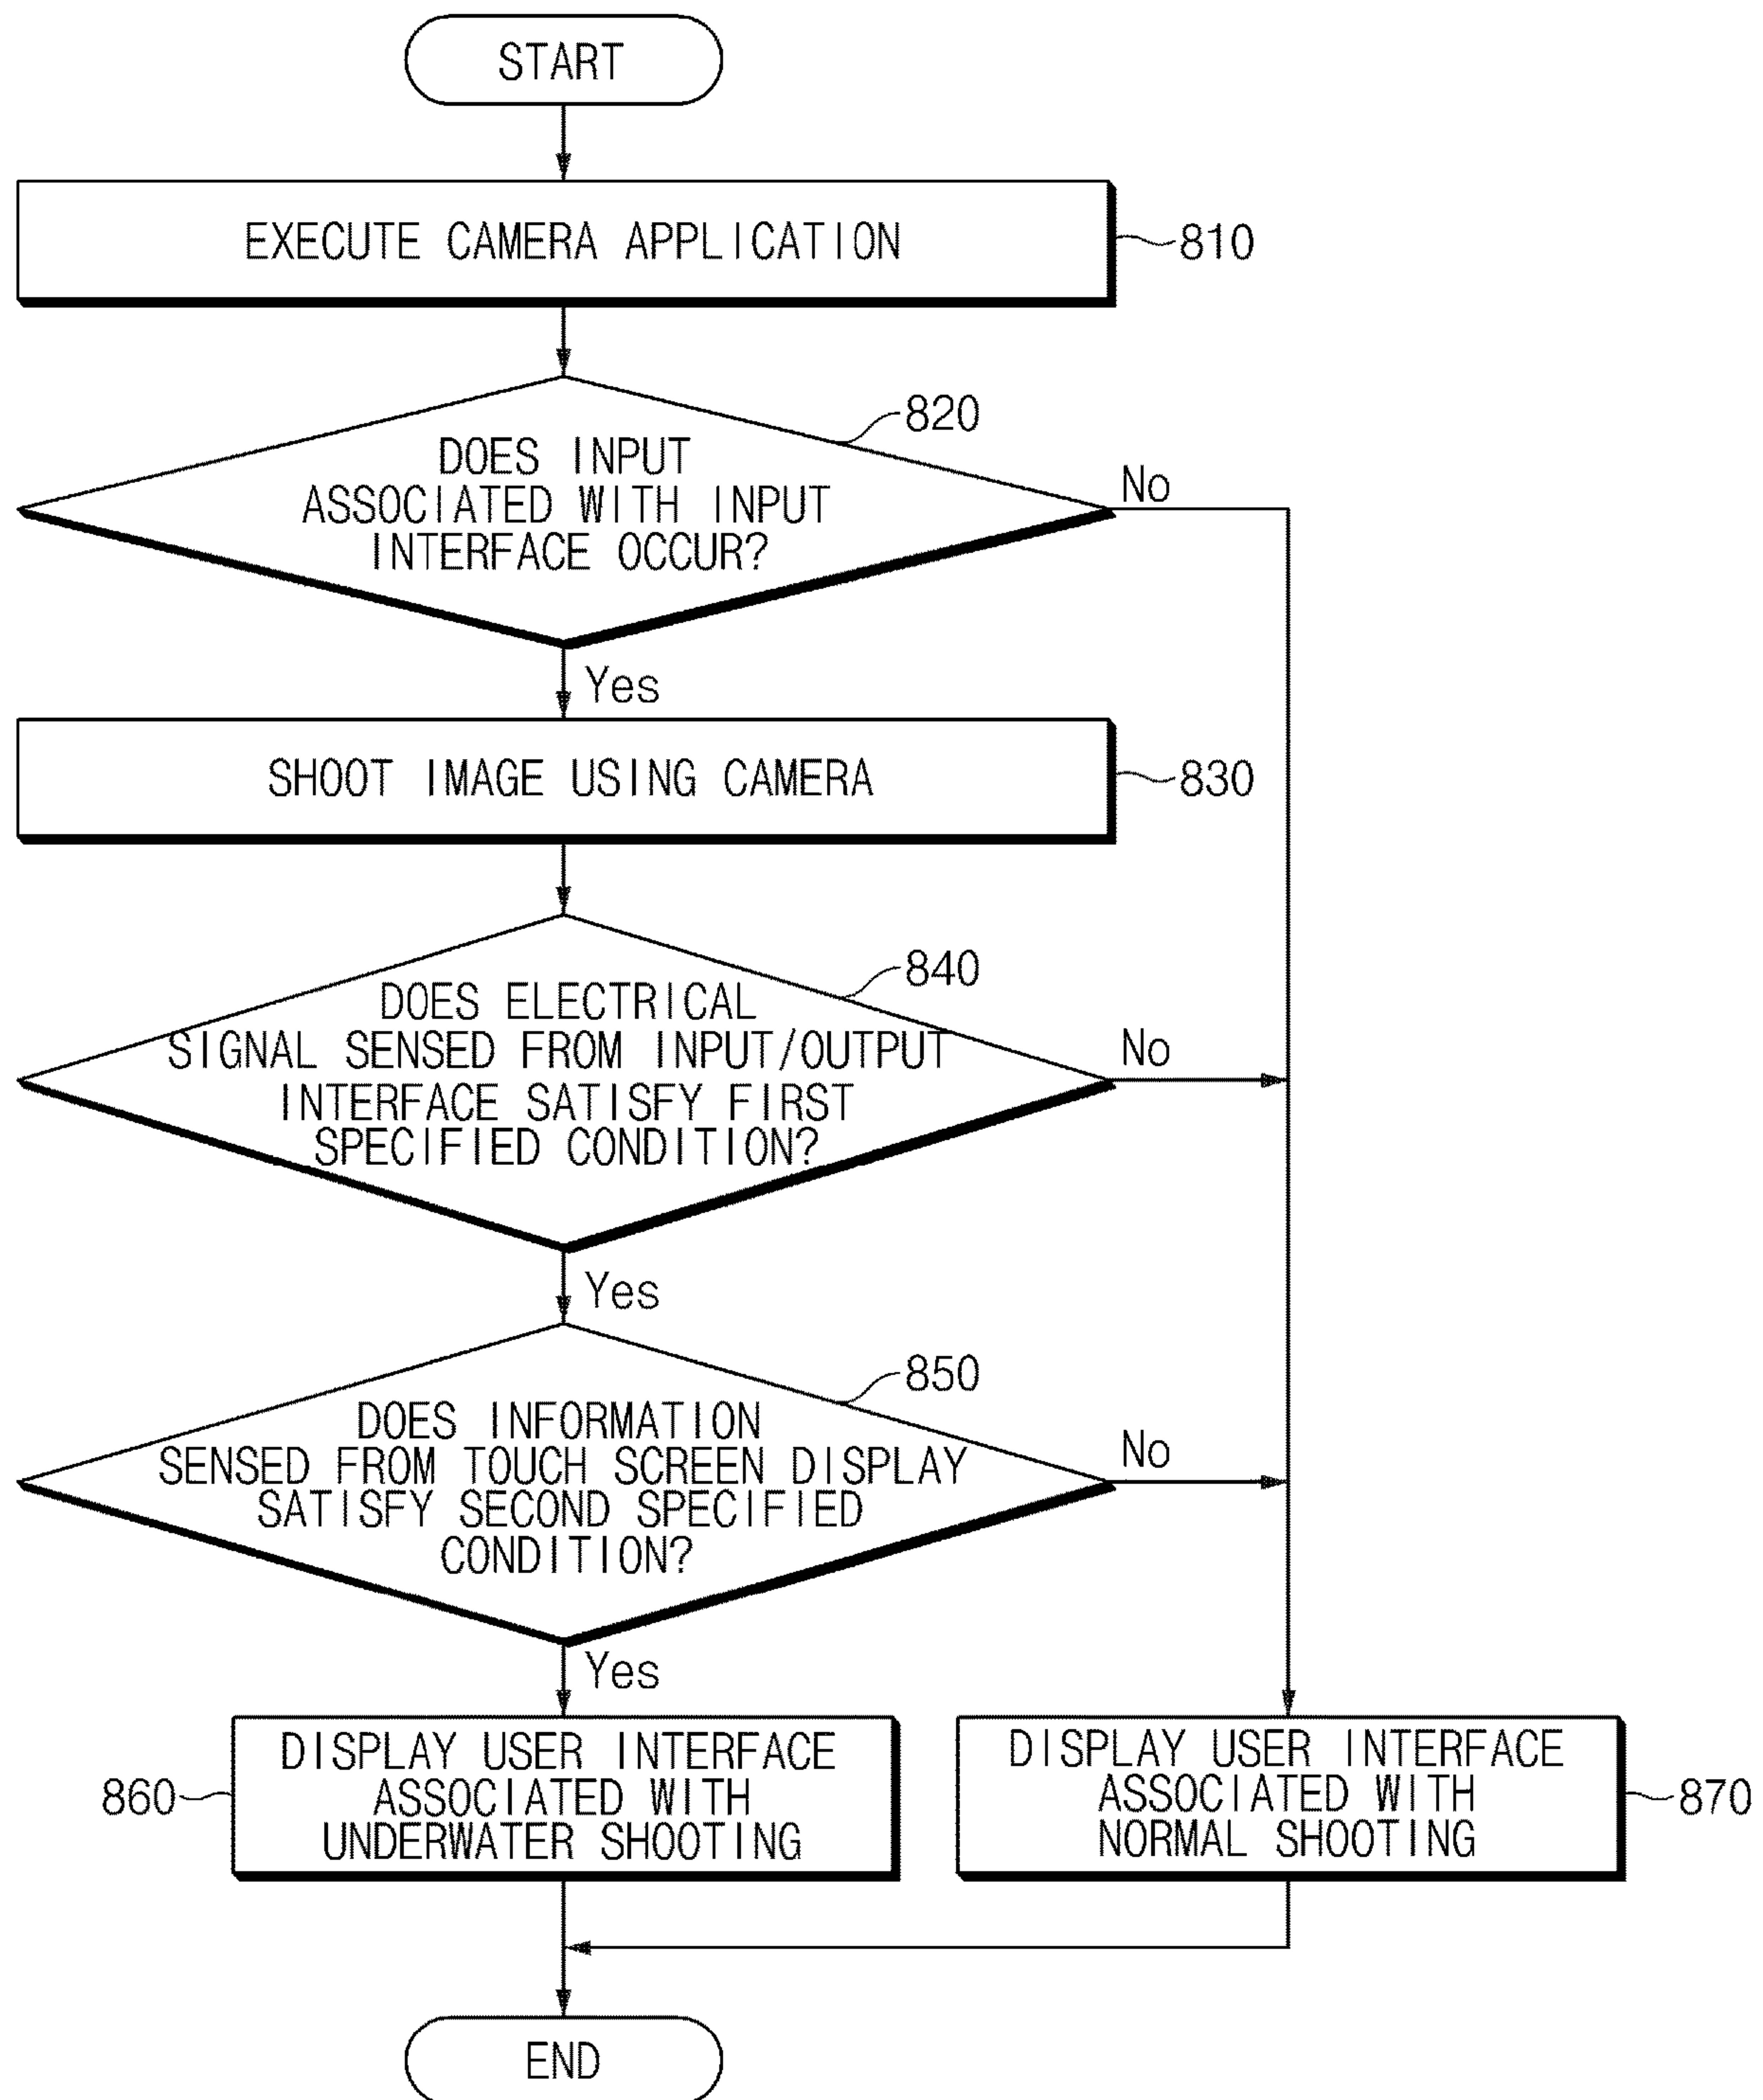 START
EXECUTE CAMERA APPLICATION
810
820
DOES INPUT
ASSOCIATED WITH INPUT
INTERFACE OCCUR?
No
Yes
SHOOT IMAGE USING CAMERA
830
840
DOES ELECTRICAL
SIGNAL SENSED FROM INPUT/OUTPUT
INTERFACE SATISFY FIRST
SPECIFIED CONDITION?
No
Yes
850
DOES INFORMATION
SENSED FROM TOUCH SCREEN DISPLAY
SATISFY SECOND SPECIFIED
CONDITION?
No
Yes
860
DISPLAY USER INTERFACE
ASSOCIATED WITH
UNDERWATER SHOOTING
DISPLAY USER INTERFACE
ASSOCIATED WITH
NORMAL SHOOTING
870
END